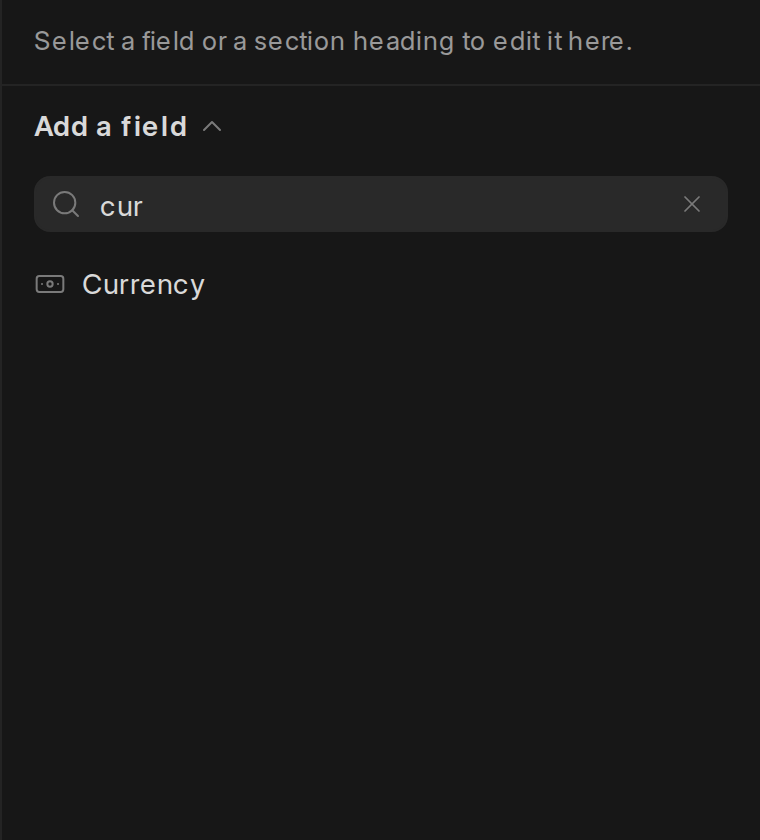 Select a field or a section heading to edit it here.
Add a field
cur
Currency